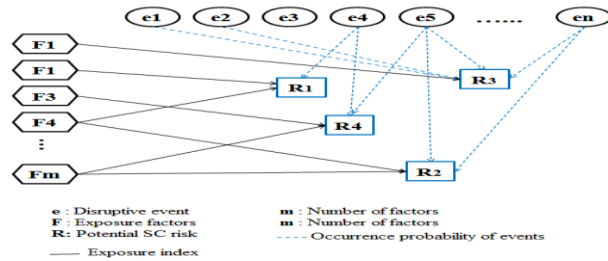 e1 e2 e3 e4 e5 ...... en
F1
F1
F3
F4
⋮
Fm
R1
R3
R4
R2
e : Disruptive event
F : Exposure factors
R: Potential SC risk
Exposure index
m : Number of factors
m : Number of factors
Occurrence probability of events